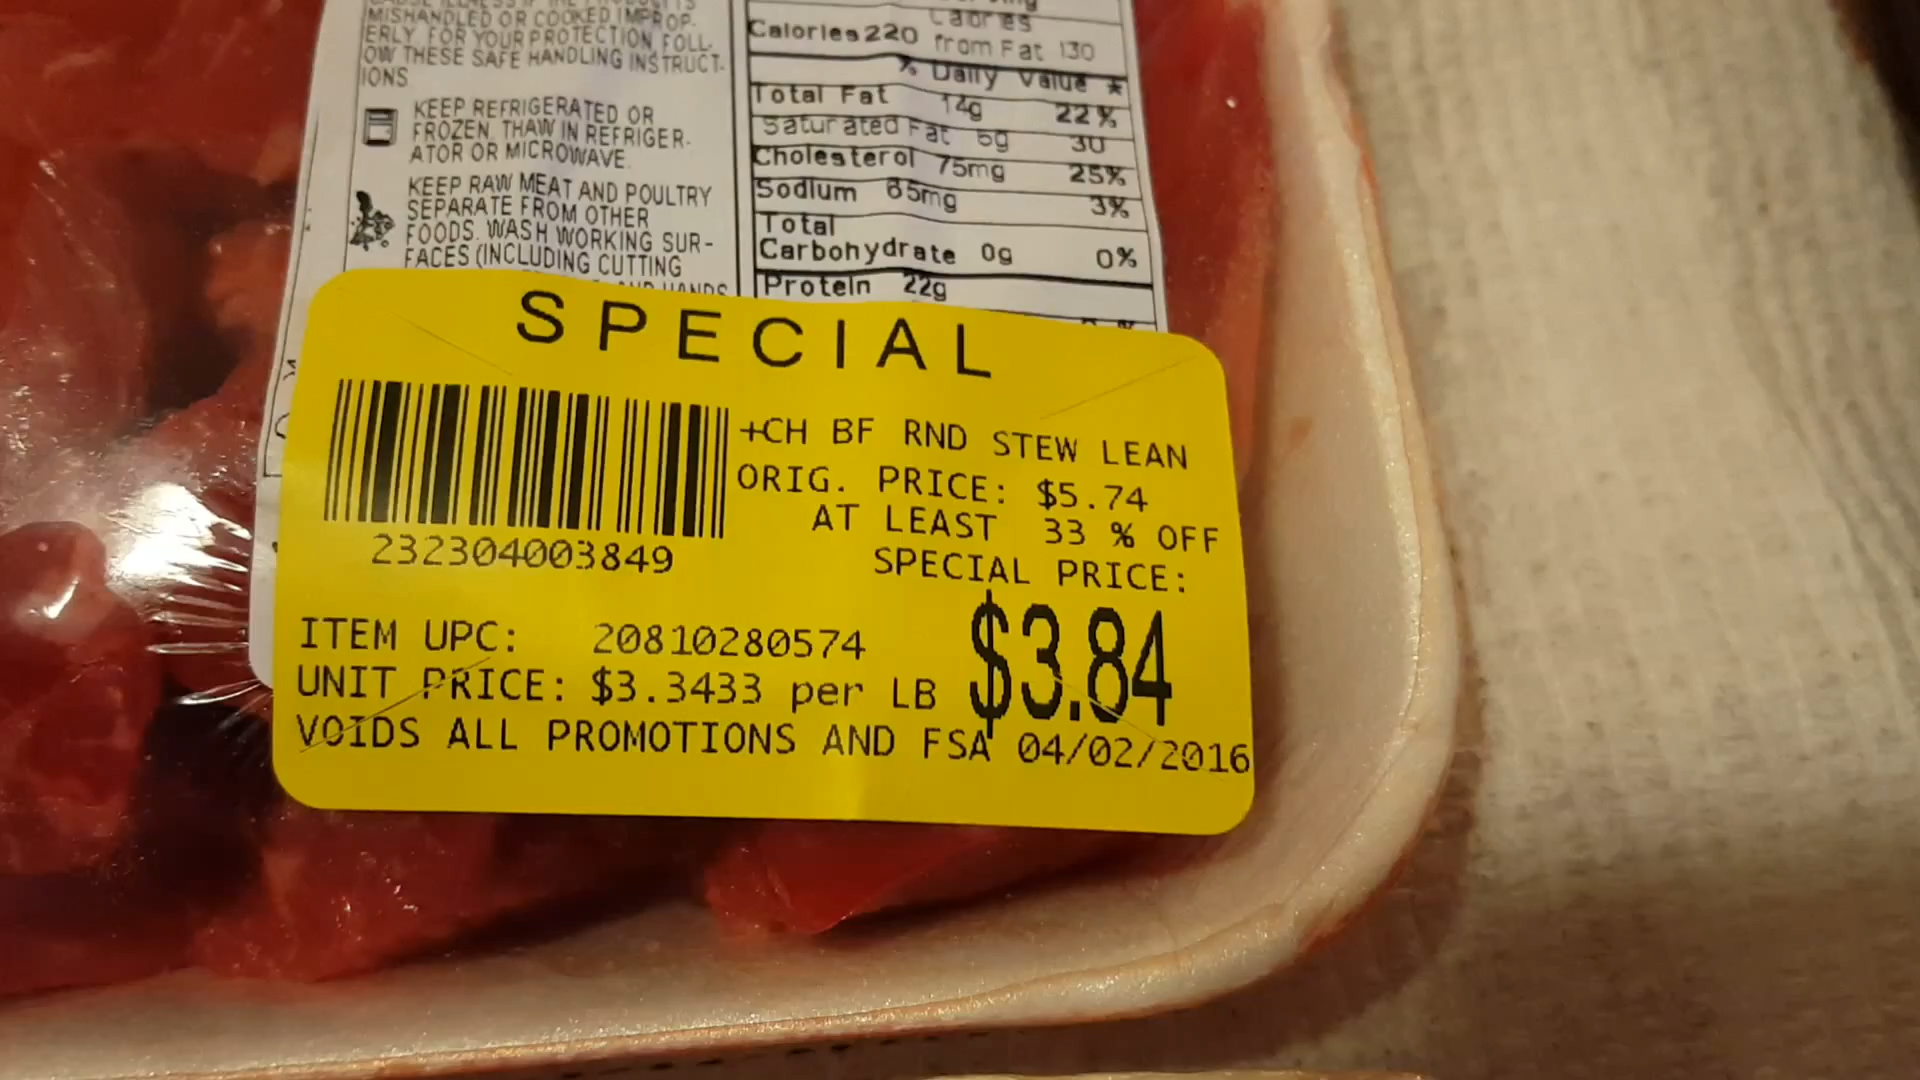 MISHANDLED OR COOKED IMPROP-
ERLY. FOR YOUR PROTECTION, FOLL-
OW THESE SAFE HANDLING INSTRUCT-
IONS
KEEP REFRIGERATED OR
FROZEN. THAW IN REFRIGER-
ATOR OR MICROWAVE.
KEEP RAW MEAT AND POULTRY
SEPARATE FROM OTHER
FOODS. WASH WORKING SUR-
FACES (INCLUDING CUTTING
HANDS
Calories 220 Calories
from Fat 130
% Daily Value *
Total Fat 14g 22%
Saturated Fat 6g 30
Cholesterol 75mg 25%
Sodium 65mg 3%
Total
Carbohydrate 0g 0%
Protein 22g
SPECIAL
+CH BF RND STEW LEAN
ORIG. PRICE: $5.74
AT LEAST 33 % OFF
SPECIAL PRICE:
$3.84
232304003849
ITEM UPC: 20810280574
UNIT PRICE: $3.3433 per LB
VOIDS ALL PROMOTIONS AND FSA 04/02/2016